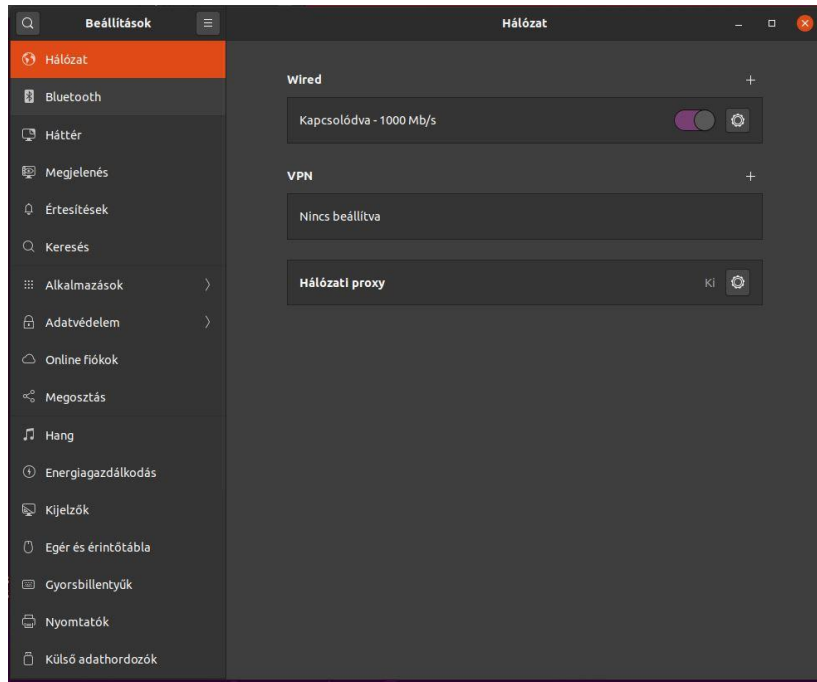 Beállítások
Hálózat
Hálózat
Bluetooth
Háttér
Megjelenés
Értesítések
Keresés
Alkalmazások
Adatvédelem
Online fiókok
Megosztás
Hang
Energiagazdálkodás
Kijelzők
Egér és érintőtábla
Gyorsbillentyűk
Nyomtatók
Külső adathordozók
Wired
Kapcsolódva - 1000 Mb/s
VPN
Nincs beállítva
Hálózati proxy Ki